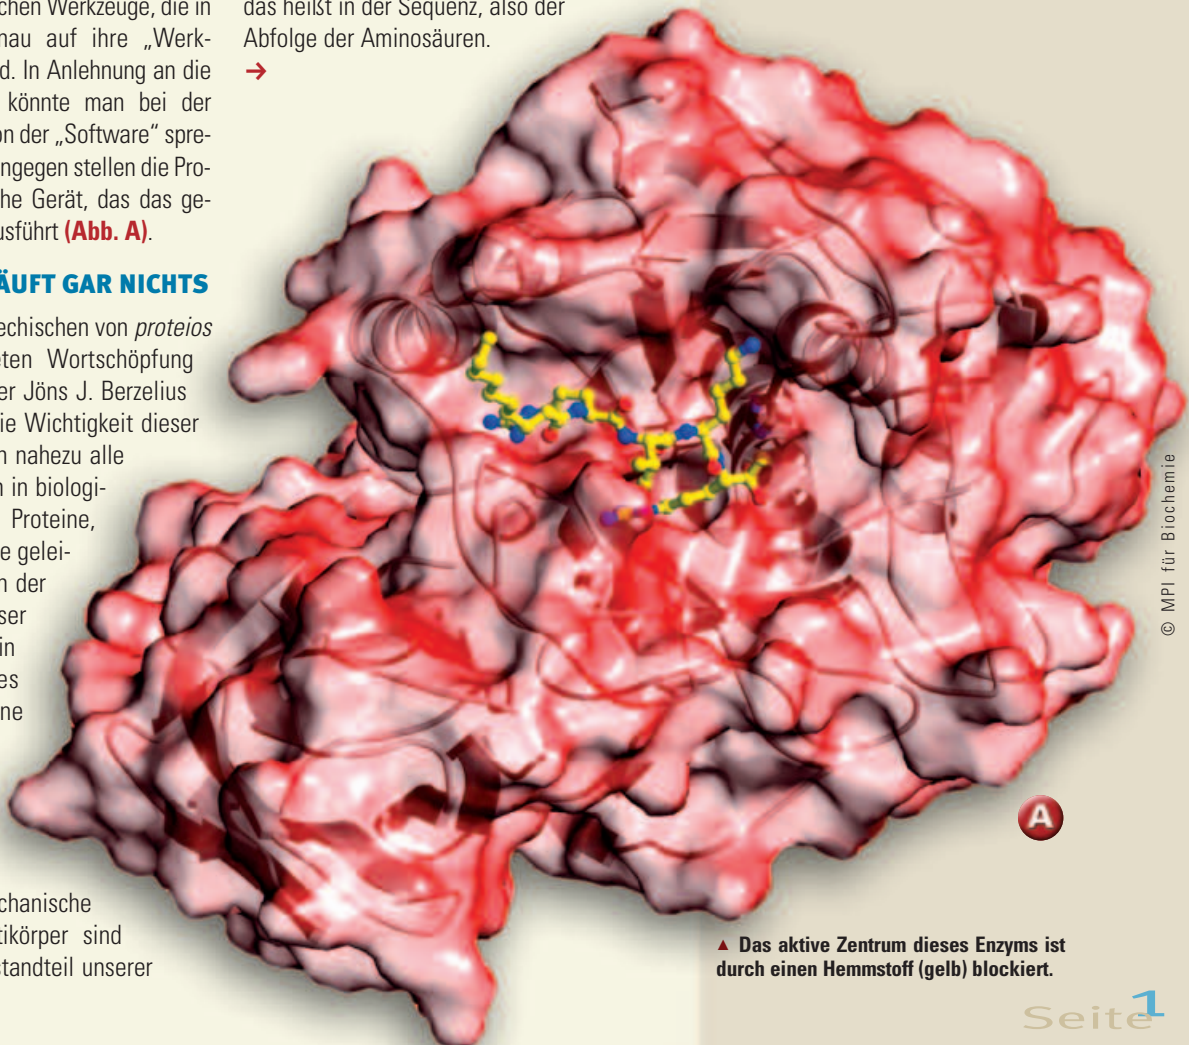 chen Werkzeuge, die in
nau auf ihre „Werk-
d. In Anlehnung an die
könnte man bei der
on der „Software“ spre-
ngegen stellen die Pro-
he Gerät, das das ge-
usführt (Abb. A).
ÄUFT GAR NICHTS
echischen von proteios
eten Wortschöpfung
er Jöns J. Berzelius
ie Wichtigkeit dieser
n nahezu alle
n in biologi-
Proteine,
e gelei-
n der
ser
in
es
ne
chanische
tikörper sind
standteil unserer
das heißt in der Sequenz, also der
Abfolge der Aminosäuren.
→
© MPI für Biochemie
A
▲ Das aktive Zentrum dieses Enzyms ist
durch einen Hemmstoff (gelb) blockiert.
Seite 1